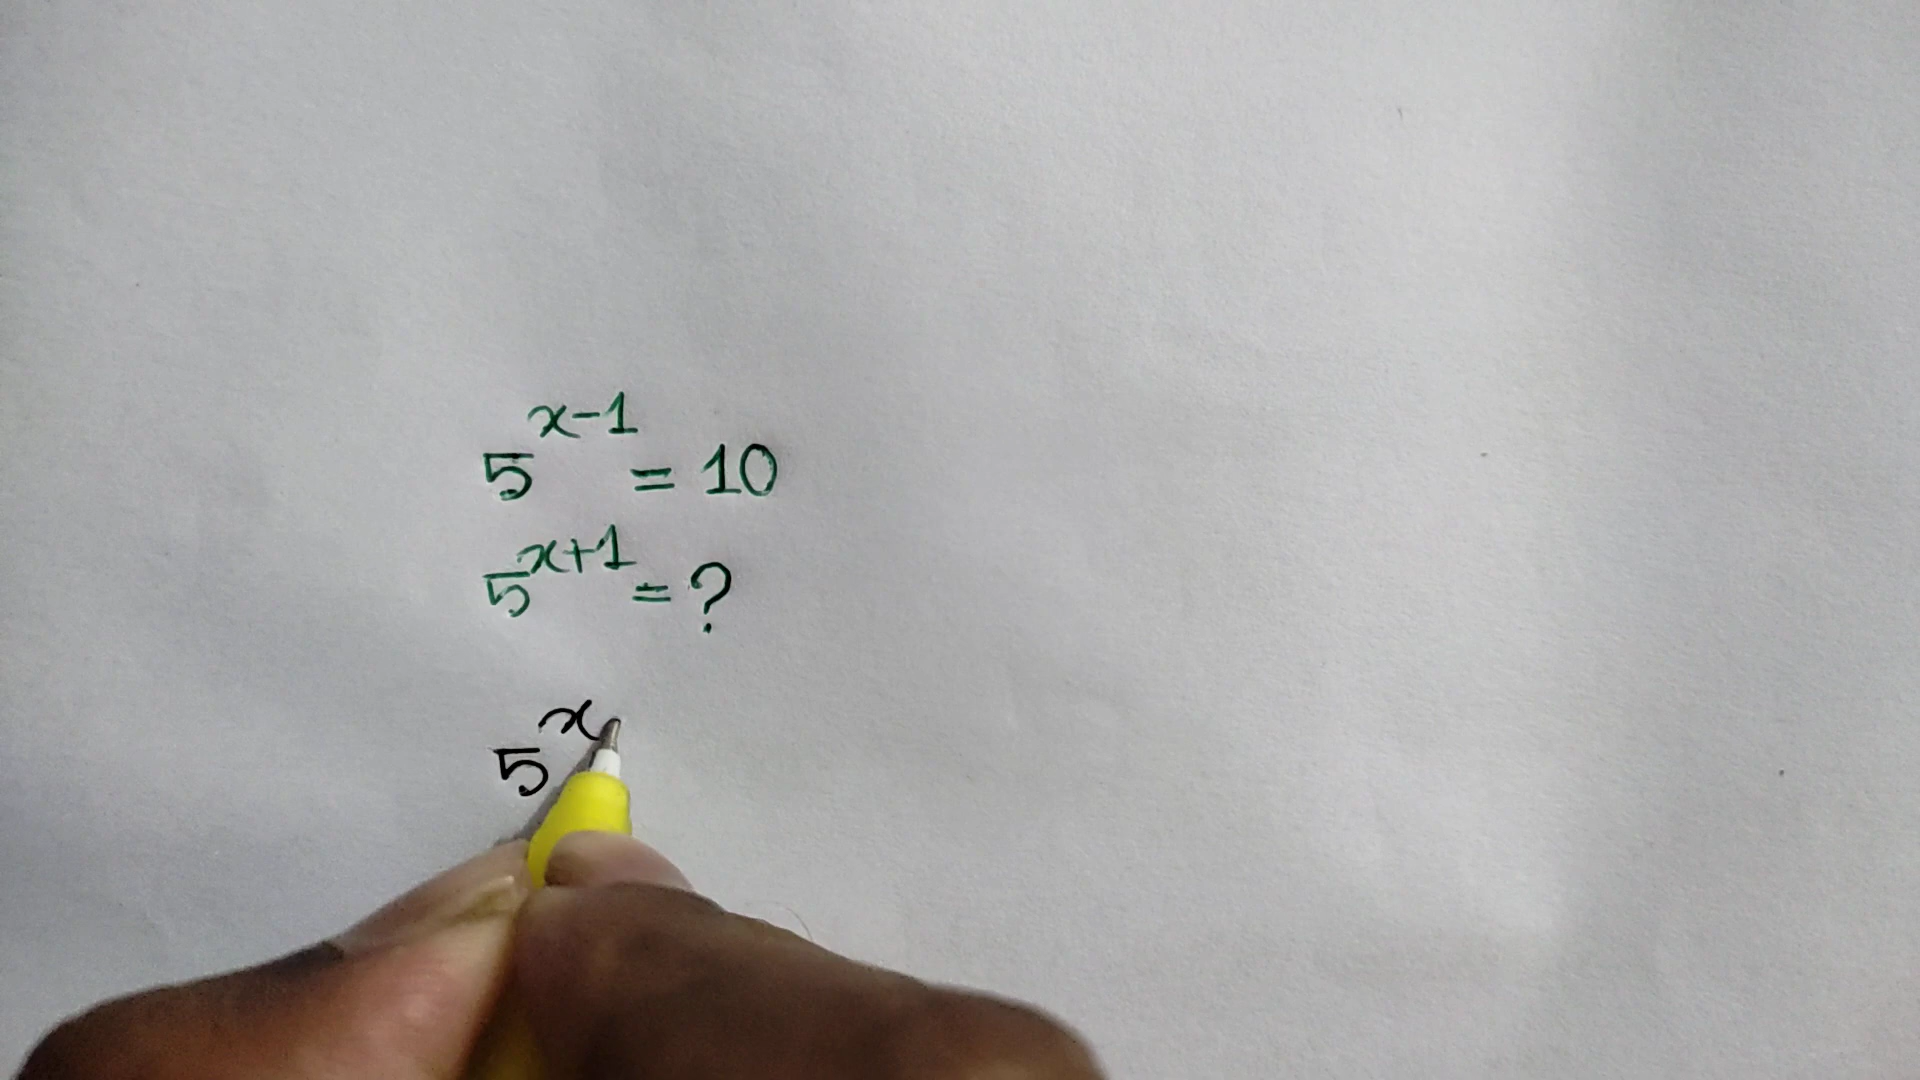 5^{x-1} = 10
5^{x+1} = ?
5^{x}